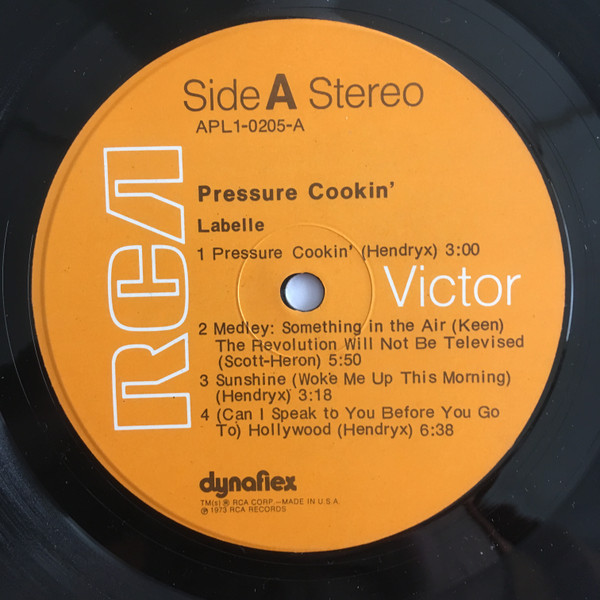 Side A Stereo
APL1-0205-A
RCA
Pressure Cookin'
Labelle
1 Pressure Cookin' (Hendryx) 3:00
Victor
2 Medley: Something in the Air (Keen)
The Revolution Will Not Be Televised
(Scott-Heron) 5:50
3 Sunshine (Woke Me Up This Morning)
(Hendryx) 3:18
4 (Can I Speak to You Before You Go
To) Hollywood (Hendryx) 6:38
dynaflex
TM(s) ® RCA CORP.—MADE IN U.S.A.
℗ 1973 RCA RECORDS